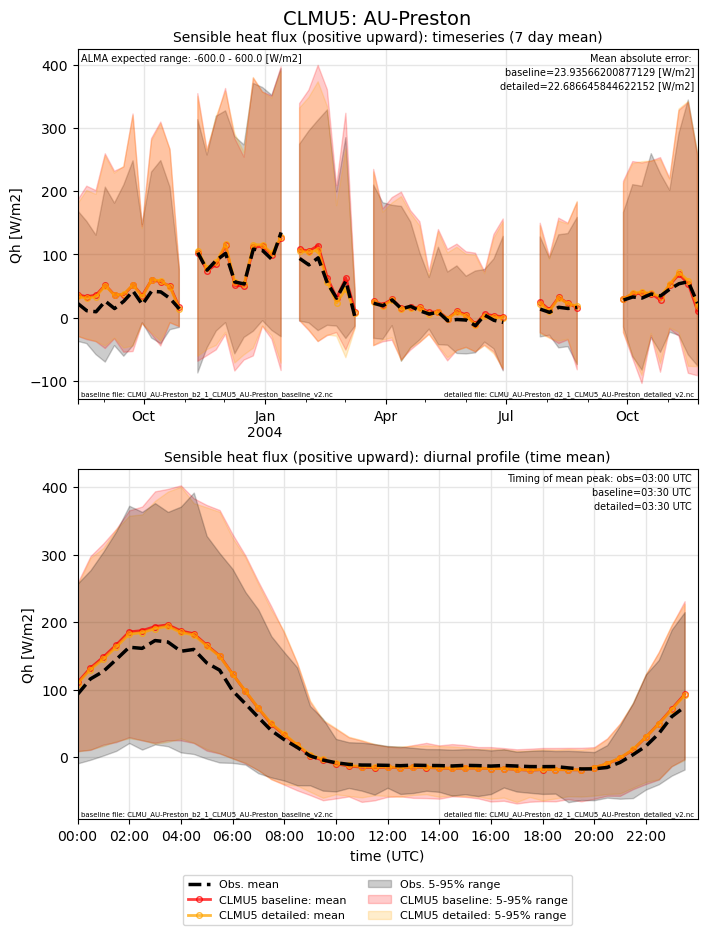 CLMU5: AU-Preston
Sensible heat flux (positive upward): timeseries (7 day mean)
ALMA expected range: -600.0 - 600.0 [W/m2]
Mean absolute error:
baseline=23.93566200877129 [W/m2]
detailed=22.686645844622152 [W/m2]
400
300
200
100
0
−100
Qh [W/m2]
baseline file: CLMU_AU-Preston_b2_1_CLMU5_AU-Preston_baseline_v2.nc
detailed file: CLMU_AU-Preston_d2_1_CLMU5_AU-Preston_detailed_v2.nc
Oct Jan Apr Jul Oct
2004
Sensible heat flux (positive upward): diurnal profile (time mean)
Timing of mean peak: obs=03:00 UTC
baseline=03:30 UTC
detailed=03:30 UTC
400
300
200
100
0
Qh [W/m2]
baseline file: CLMU_AU-Preston_b2_1_CLMU5_AU-Preston_baseline_v2.nc
detailed file: CLMU_AU-Preston_d2_1_CLMU5_AU-Preston_detailed_v2.nc
00:00 02:00 04:00 06:00 08:00 10:00 12:00 14:00 16:00 18:00 20:00 22:00
time (UTC)
Obs. mean
CLMU5 baseline: mean
CLMU5 detailed: mean
Obs. 5-95% range
CLMU5 baseline: 5-95% range
CLMU5 detailed: 5-95% range